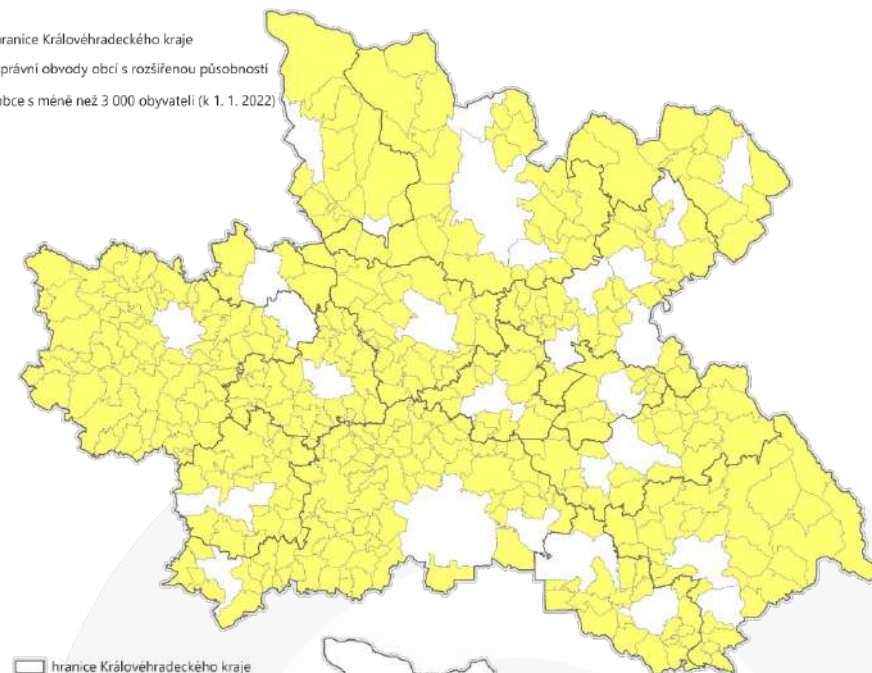 hranice Královéhradeckého kraje
správní obvody obcí s rozšířenou působností
obce s méně než 3 000 obyvateli (k 1. 1. 2022)
hranice Královéhradeckého kraje